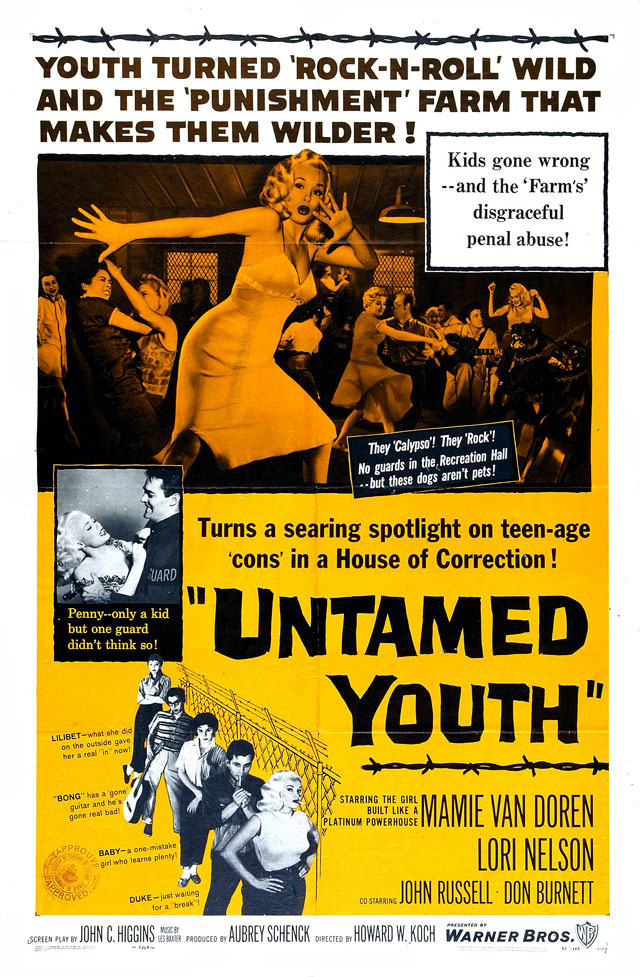 YOUTH TURNED 'ROCK-N-ROLL' WILD
AND THE 'PUNISHMENT' FARM THAT
MAKES THEM WILDER!
Kids gone wrong
--and the 'Farm's'
disgraceful
penal abuse!
They 'Calypso'! They 'Rock'!
No guards in the Recreation Hall
--but these dogs aren't pets!
GUARD
Penny--only a kid
but one guard
didn't think so!
Turns a searing spotlight on teen-age
'cons' in a House of Correction!
"UNTAMED
YOUTH"
LILIBET—what she did
on the outside gave
her a real "in" now!
"BONG" has a 'gone'
guitar and he's
gone real bad!
BABY—a one-mistake
girl who learns plenty!
DUKE—just waiting
for a "break"!
APPROUVÉ
APPROVED
STARRING THE GIRL
BUILT LIKE A
PLATINUM POWERHOUSE
MAMIE VAN DOREN
LORI NELSON
CO-STARRING JOHN RUSSELL · DON BURNETT
SCREEN PLAY BY JOHN C. HIGGINS
MUSIC BY
LES BAXTER
PRODUCED BY AUBREY SCHENCK
DIRECTED BY HOWARD W. KOCH
PRESENTED BY
WARNER BROS.
WB